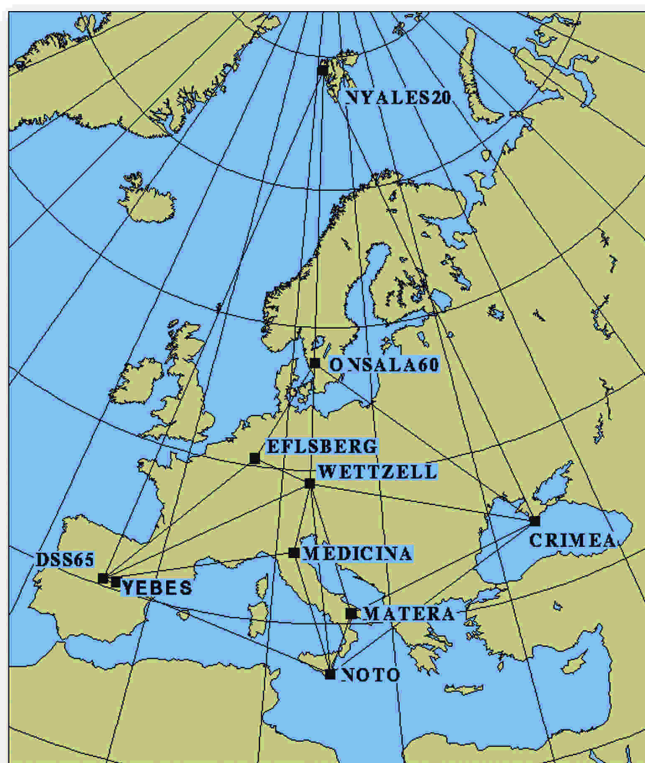 NYALES20
ONSALA60
EFLSBERG
WETTZELL
CRIMEA
MEDICINA
DSS65
YEBES
MATERA
NOTO